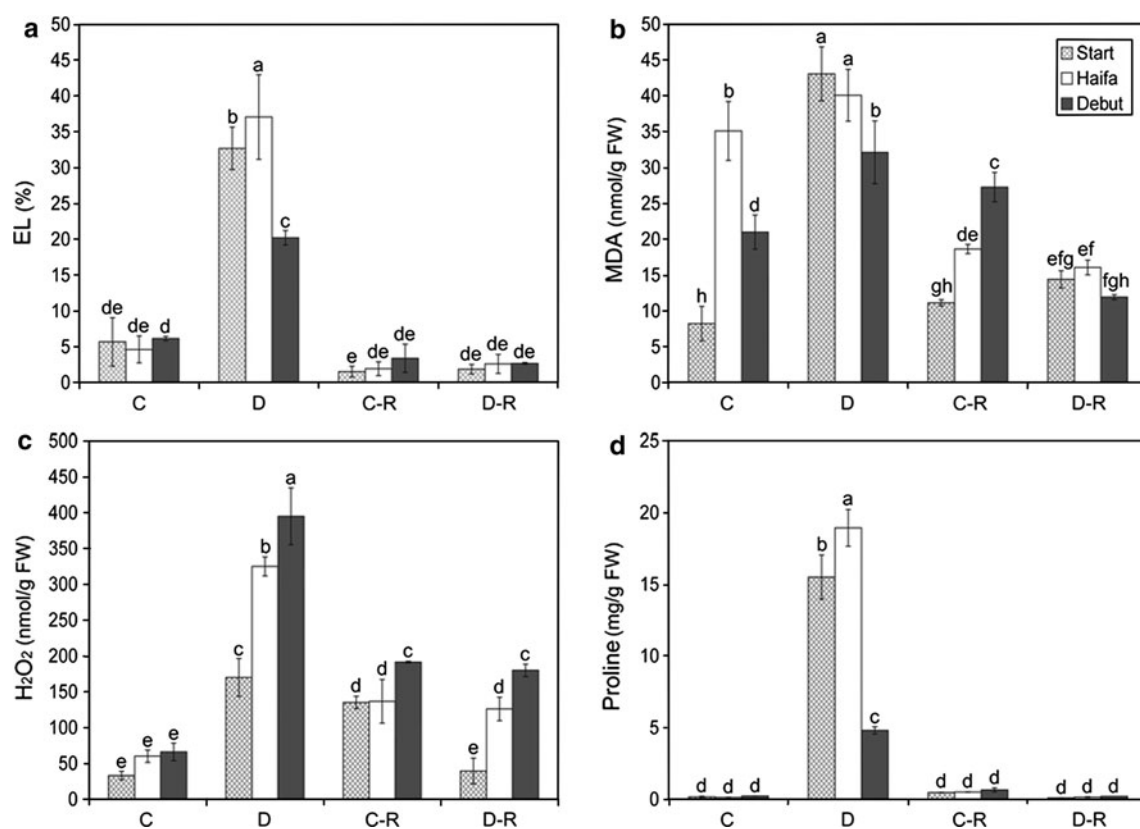 a
EL (%)
50
45
40
35
30
25
20
15
10
5
0
de de d
b a c
e de de
de de de
C D C-R D-R
b
MDA (nmol/g FW)
50
45
40
35
30
25
20
15
10
5
0
h b d
a a b
gh de c
efg ef fgh
Start
Haifa
Debut
C D C-R D-R
c
H₂O₂ (nmol/g FW)
500
450
400
350
300
250
200
150
100
50
0
e e e
c b a
d d c
e d c
C D C-R D-R
d
Proline (mg/g FW)
25
20
15
10
5
0
d d d
b a c
d d d
d d d
C D C-R D-R